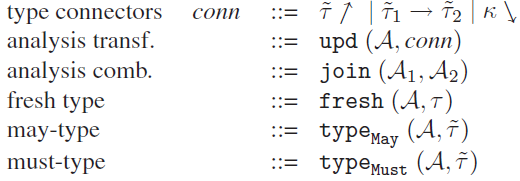 type connectors conn ::= τ̃ ↗ | τ̃₁ → τ̃₂ | κ ↘
analysis transf. ::= upd (𝒜, conn)
analysis comb. ::= join (𝒜₁, 𝒜₂)
fresh type ::= fresh (𝒜, τ)
may-type ::= type_May (𝒜, τ̃)
must-type ::= type_Must (𝒜, τ̃)